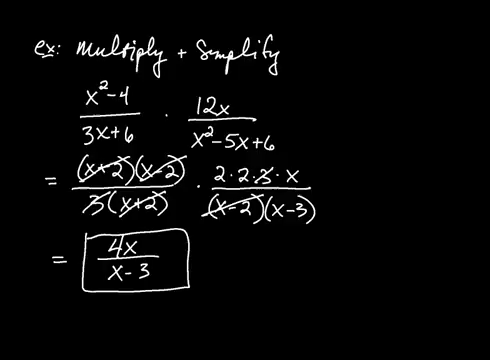 ex: Multiply + Simplify
x²-4 / 3x+6 · 12x / x²-5x+6
= (x+2)(x-2) / 3(x+2) · 2·2·3·x / (x-2)(x-3)
= 4x / x-3